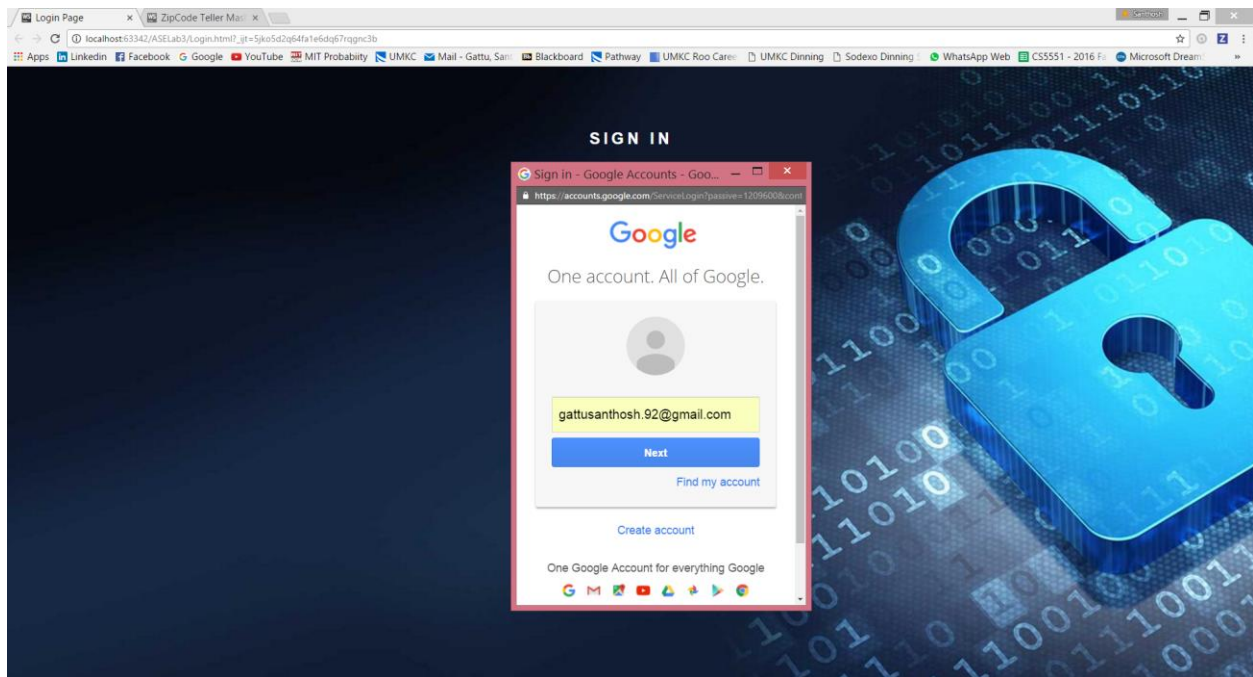 Login Page
ZipCode Teller Mas
Santhosh
localhost:63342/ASELab3/Login.html?_ijt=5jko5d2q64fa1e6dq67rqgnc3b
Apps Linkedin Facebook Google YouTube MIT Probabiity UMKC Mail - Gattu, San Blackboard Pathway UMKC Roo Caree UMKC Dinning Sodexo Dinning WhatsApp Web CS5551 - 2016 Fa Microsoft Dream
SIGN IN
Sign in - Google Accounts - Goo...
https://accounts.google.com/ServiceLogin?passive=1209600&cont
Google
One account. All of Google.
gattusanthosh.92@gmail.com
Next
Find my account
Create account
One Google Account for everything Google